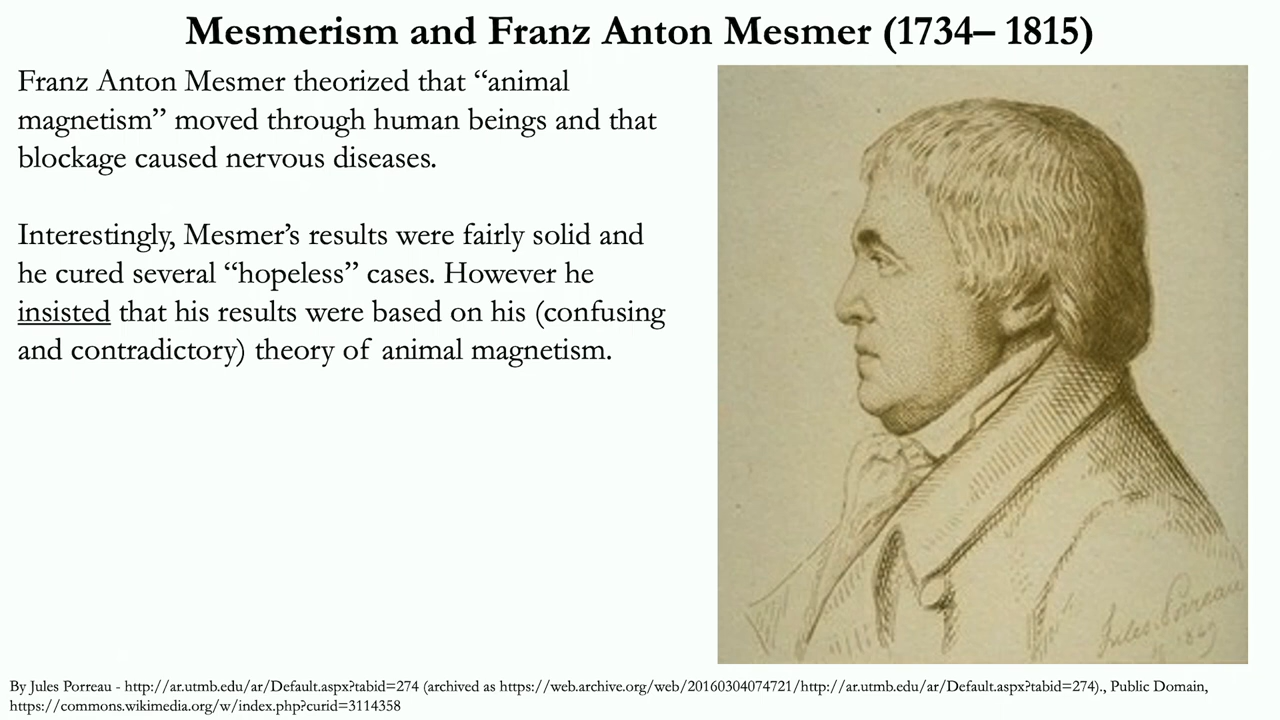 Mesmerism and Franz Anton Mesmer (1734– 1815)
Franz Anton Mesmer theorized that “animal
magnetism” moved through human beings and that
blockage caused nervous diseases.
Interestingly, Mesmer’s results were fairly solid and
he cured several “hopeless” cases. However he
insisted that his results were based on his (confusing
and contradictory) theory of animal magnetism.
Jules Porreau
By Jules Porreau - http://ar.utmb.edu/ar/Default.aspx?tabid=274 (archived as https://web.archive.org/web/20160304074721/http://ar.utmb.edu/ar/Default.aspx?tabid=274)., Public Domain,
https://commons.wikimedia.org/w/index.php?curid=3114358